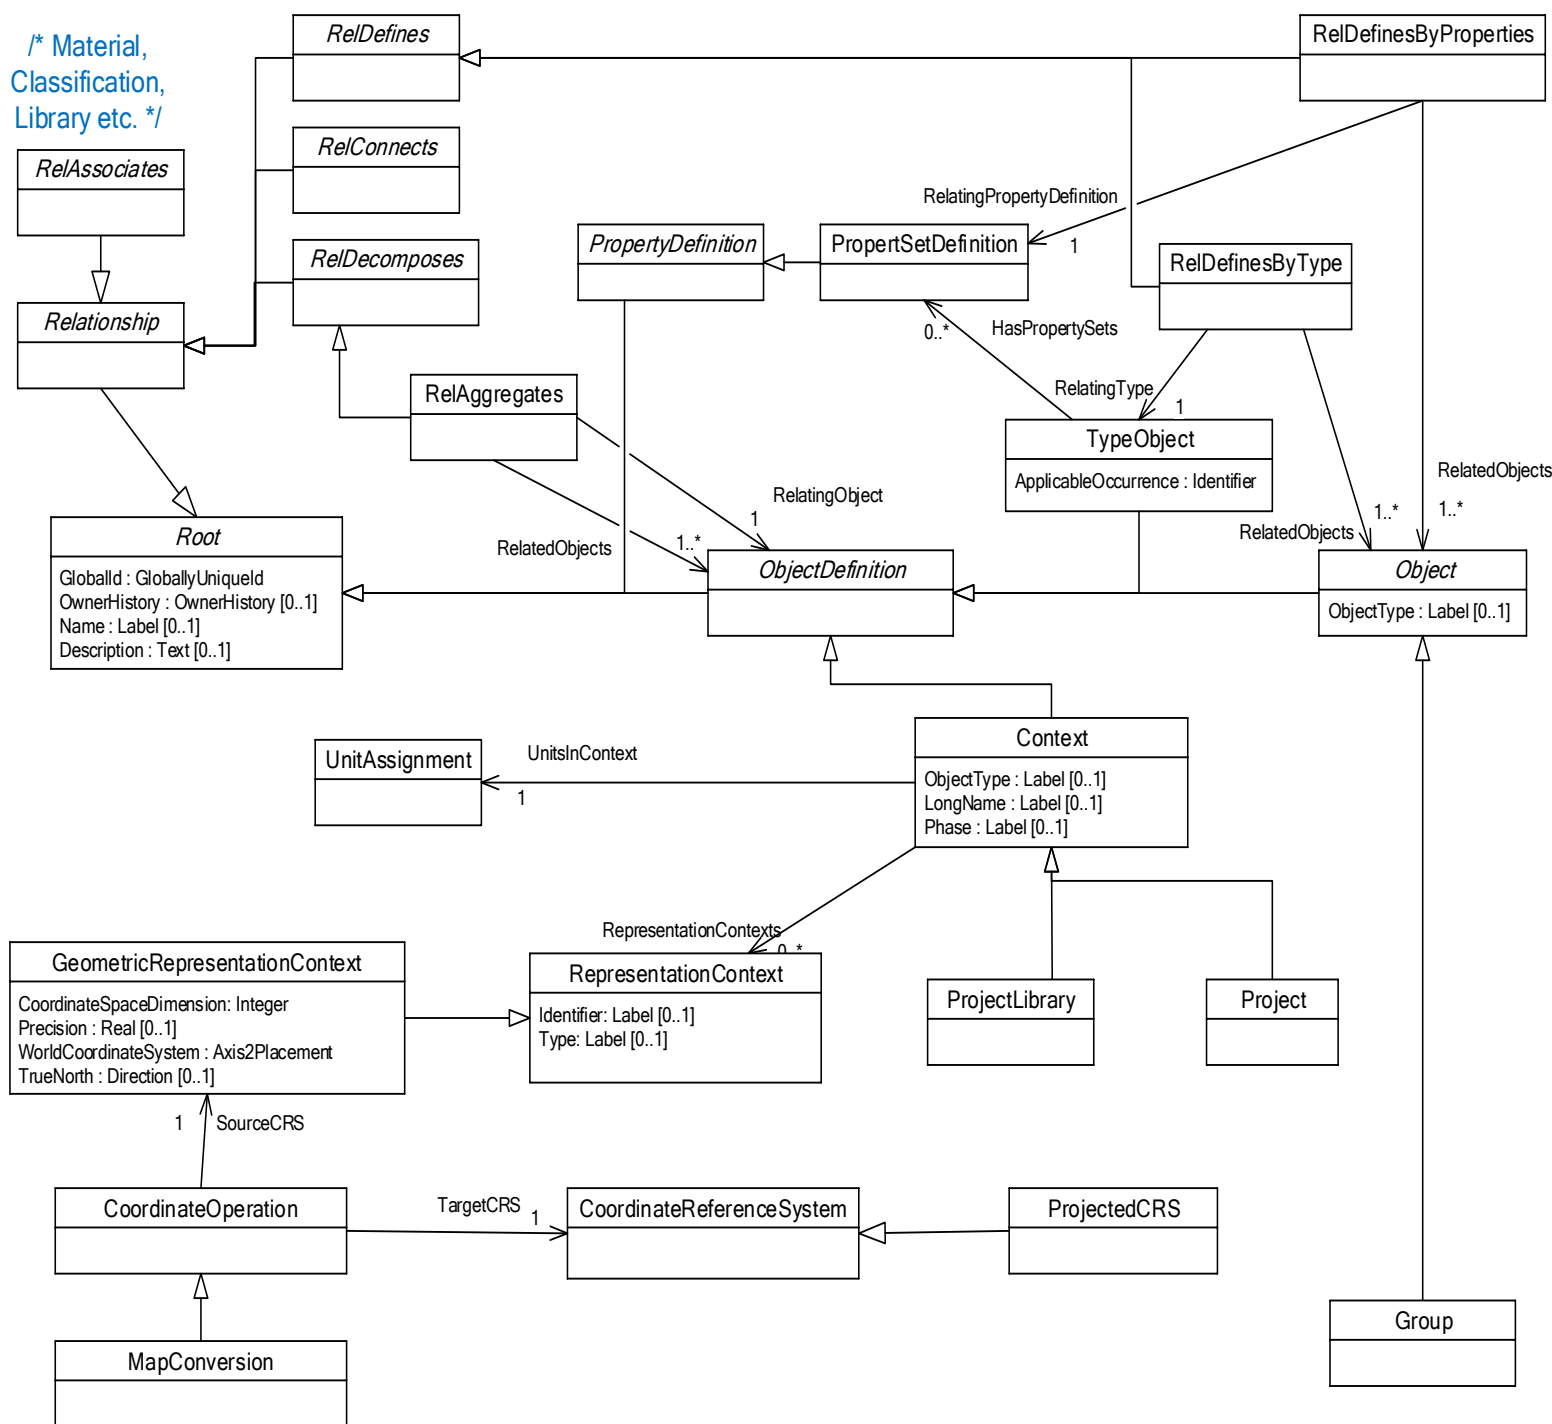 /* Material,
Classification,
Library etc. */
RelDefines
RelDefinesByProperties
RelConnects
RelAssociates
RelatingPropertyDefinition
1
RelDecomposes
PropertyDefinition
PropertSetDefinition
RelDefinesByType
Relationship
0..*
HasPropertySets
RelAggregates
RelatingType
1
TypeObject
ApplicableOccurrence : Identifier
RelatedObjects
1..*
RelatingObject
1
Root
GlobalId : GloballyUniqueId
OwnerHistory : OwnerHistory [0..1]
Name : Label [0..1]
Description : Text [0..1]
RelatedObjects
1..*
RelatedObjects
1..*
ObjectDefinition
Object
ObjectType : Label [0..1]
UnitAssignment
UnitsInContext
1
Context
ObjectType : Label [0..1]
LongName : Label [0..1]
Phase : Label [0..1]
RepresentationContexts
0..*
GeometricRepresentationContext
CoordinateSpaceDimension: Integer
Precision : Real [0..1]
WorldCoordinateSystem : Axis2Placement
TrueNorth : Direction [0..1]
RepresentationContext
Identifier: Label [0..1]
Type: Label [0..1]
ProjectLibrary
Project
1
SourceCRS
CoordinateOperation
TargetCRS
1
CoordinateReferenceSystem
ProjectedCRS
MapConversion
Group